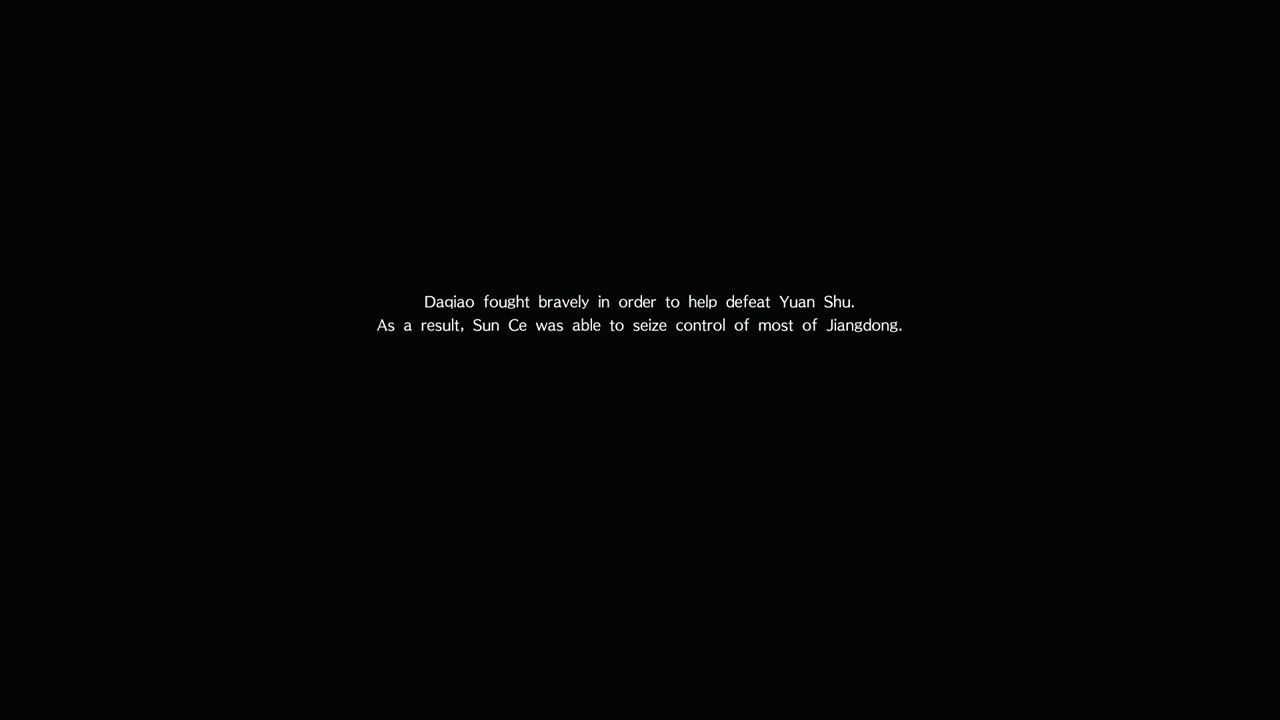 Daqiao fought bravely in order to help defeat Yuan Shu.
As a result, Sun Ce was able to seize control of most of Jiangdong.